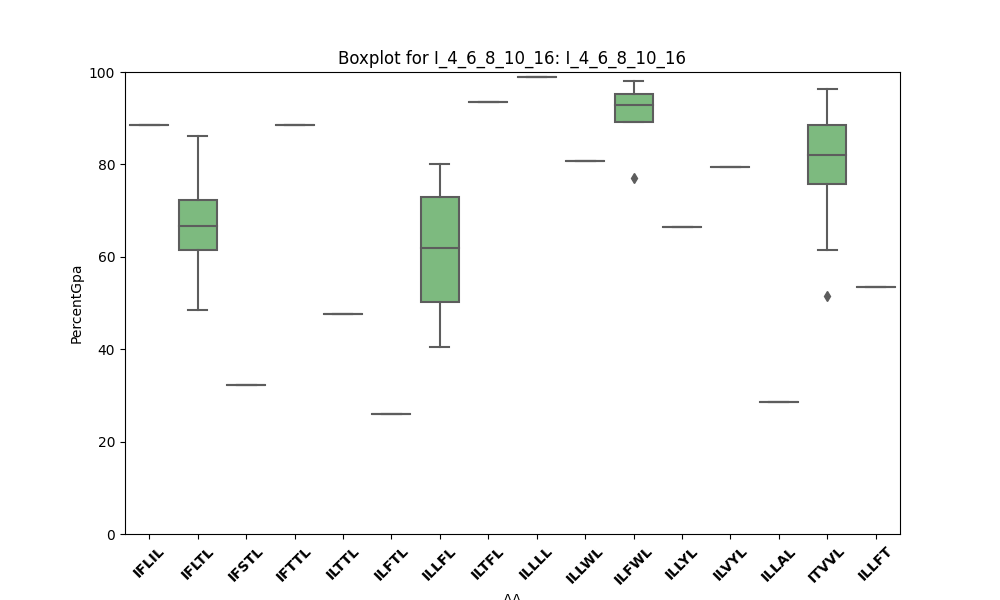 Boxplot for I_4_6_8_10_16: I_4_6_8_10_16
100
80
60
40
20
0
PercentGpa
IFLIL IFLTL IFSTL IFTTL ILTTL ILFTL ILLFL ILTFL ILLLL ILLWL ILFWL ILLYL ILVYL ILLAL ITVVL ILLFT
AA